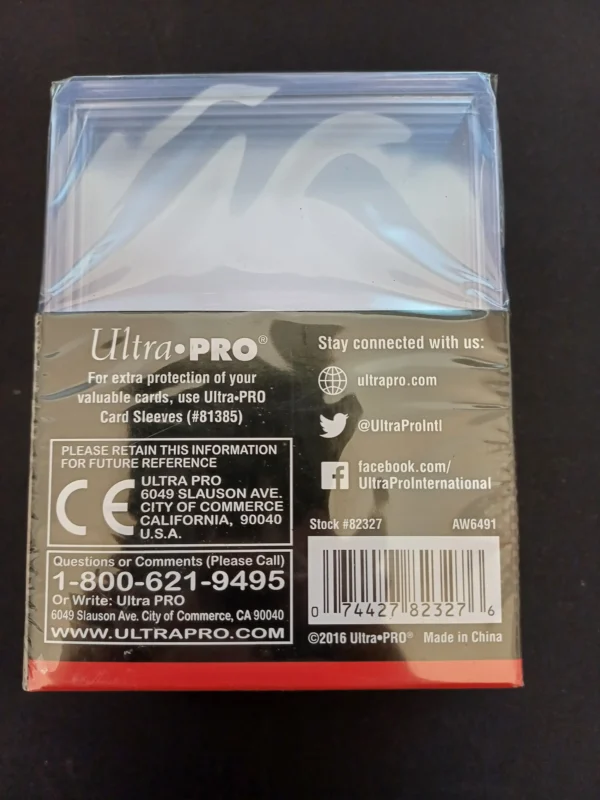 Ultra•PRO®
For extra protection of your
valuable cards, use Ultra•PRO
Card Sleeves (#81385)
PLEASE RETAIN THIS INFORMATION
FOR FUTURE REFERENCE
CE
ULTRA PRO
6049 SLAUSON AVE.
CITY OF COMMERCE
CALIFORNIA, 90040
U.S.A.
Questions or Comments (Please Call)
1-800-621-9495
Or Write: Ultra PRO
6049 Slauson Ave. City of Commerce, CA 90040
WWW.ULTRAPRO.COM
Stay connected with us:
ultrapro.com
@UltraProIntl
facebook.com/
UltraProInternational
Stock #82327 AW6491
0 74427 82327 6
©2016 Ultra•PRO® Made in China